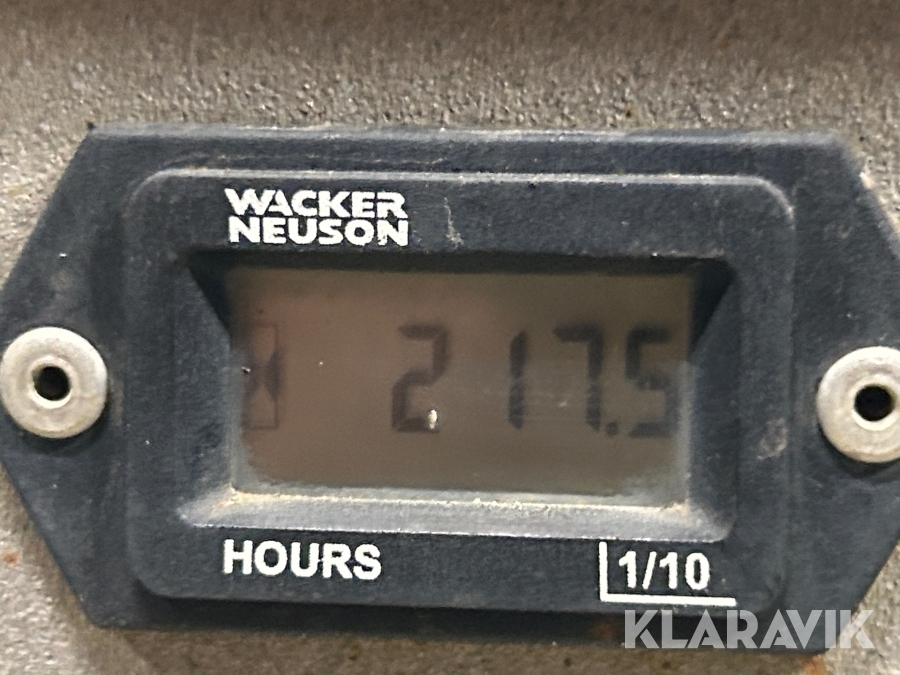 WACKER
NEUSON
217.5
HOURS
1/10
KLARAVIK